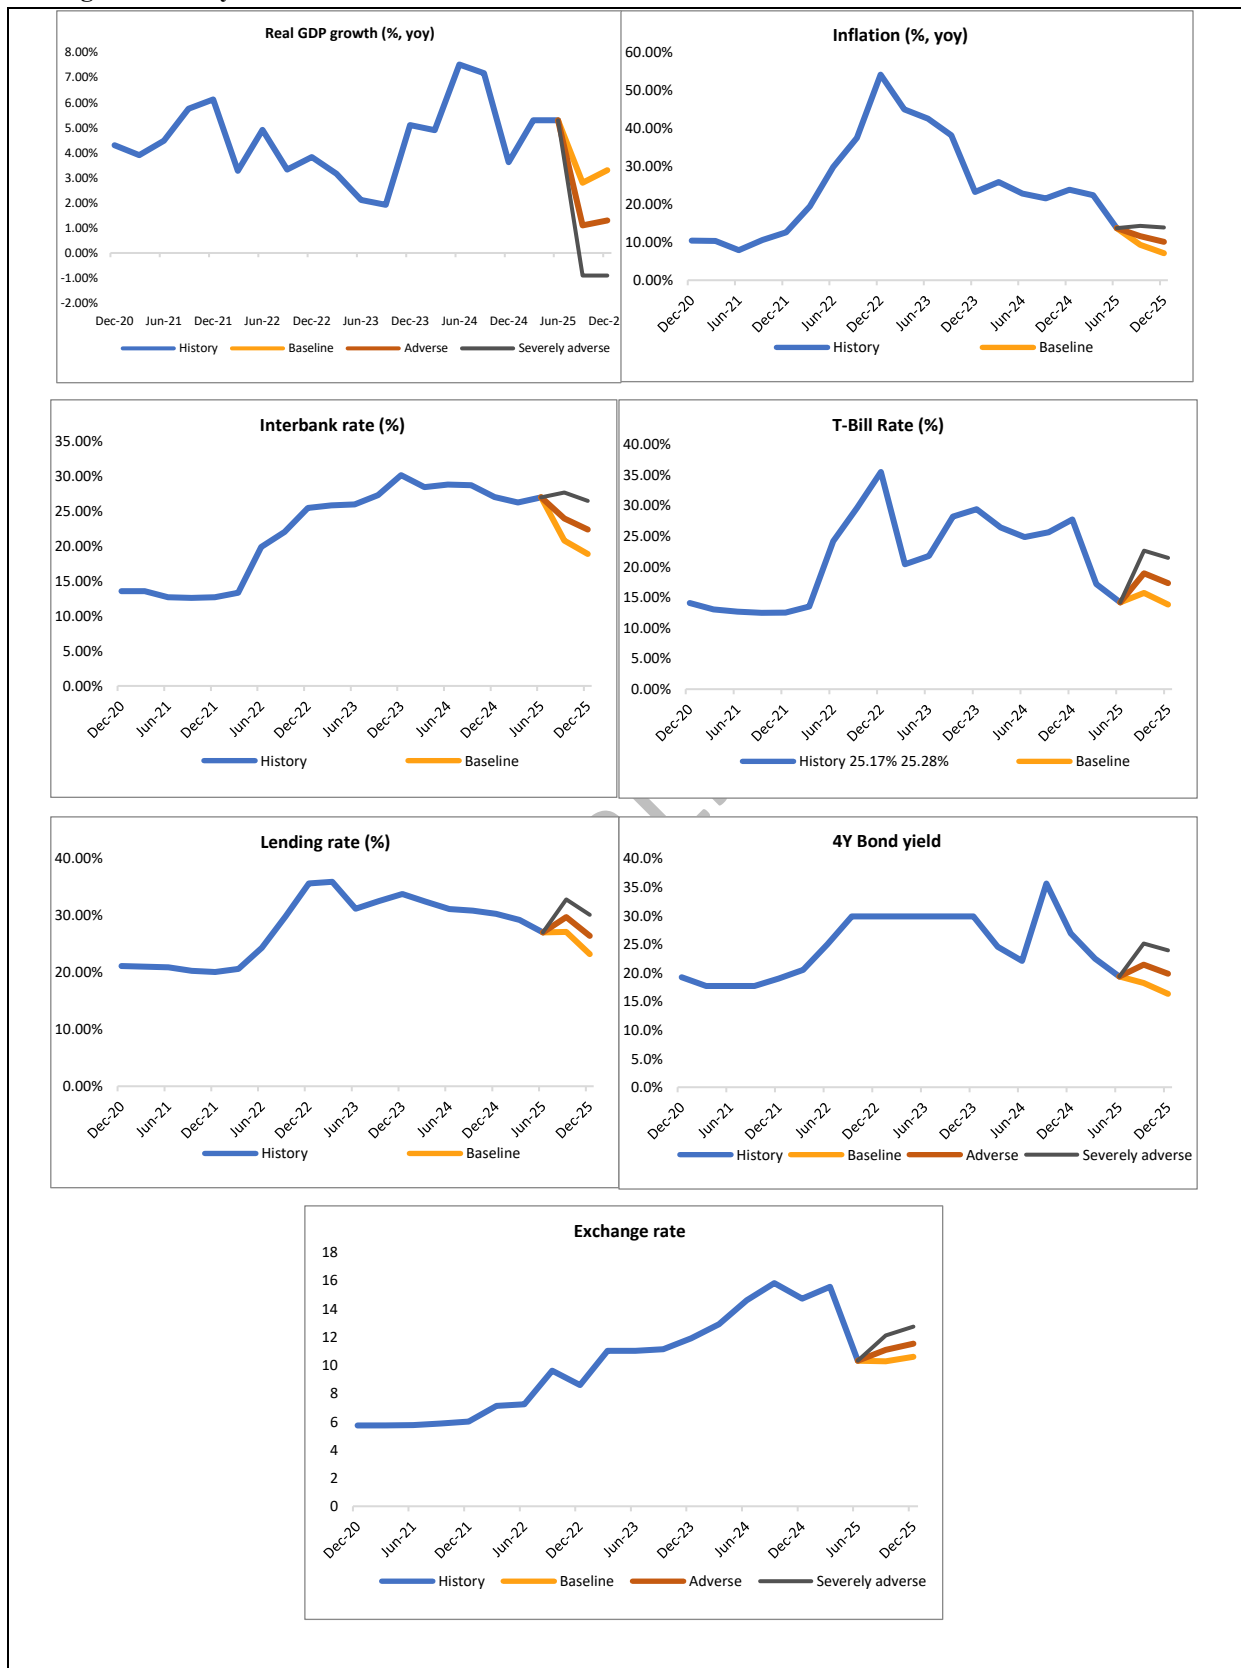 Real GDP growth (%, yoy)
8.00%
7.00%
6.00%
5.00%
4.00%
3.00%
2.00%
1.00%
0.00%
-1.00%
-2.00%
Dec-20 Jun-21 Dec-21 Jun-22 Dec-22 Jun-23 Dec-23 Jun-24 Dec-24 Jun-25 Dec-2
History Baseline Adverse Severely adverse
Inflation (%, yoy)
60.00%
50.00%
40.00%
30.00%
20.00%
10.00%
0.00%
Dec-20 Jun-21 Dec-21 Jun-22 Dec-22 Jun-23 Dec-23 Jun-24 Dec-24 Jun-25 Dec-25
History Baseline
Interbank rate (%)
35.00%
30.00%
25.00%
20.00%
15.00%
10.00%
5.00%
0.00%
Dec-20 Jun-21 Dec-21 Jun-22 Dec-22 Jun-23 Dec-23 Jun-24 Dec-24 Jun-25 Dec-25
History Baseline
T-Bill Rate (%)
40.00%
35.00%
30.00%
25.00%
20.00%
15.00%
10.00%
5.00%
0.00%
Dec-20 Jun-21 Dec-21 Jun-22 Dec-22 Jun-23 Dec-23 Jun-24 Dec-24 Jun-25 Dec-25
History 25.17% 25.28% Baseline
Lending rate (%)
40.00%
30.00%
20.00%
10.00%
0.00%
Dec-20 Jun-21 Dec-21 Jun-22 Dec-22 Jun-23 Dec-23 Jun-24 Dec-24 Jun-25 Dec-25
History Baseline
4Y Bond yield
40.0%
35.0%
30.0%
25.0%
20.0%
15.0%
10.0%
5.0%
0.0%
Dec-20 Jun-21 Dec-21 Jun-22 Dec-22 Jun-23 Dec-23 Jun-24 Dec-24 Jun-25 Dec-25
History Baseline Adverse Severely adverse
Exchange rate
18
16
14
12
10
8
6
4
2
0
Dec-20 Jun-21 Dec-21 Jun-22 Dec-22 Jun-23 Dec-23 Jun-24 Dec-24 Jun-25 Dec-25
History Baseline Adverse Severely adverse